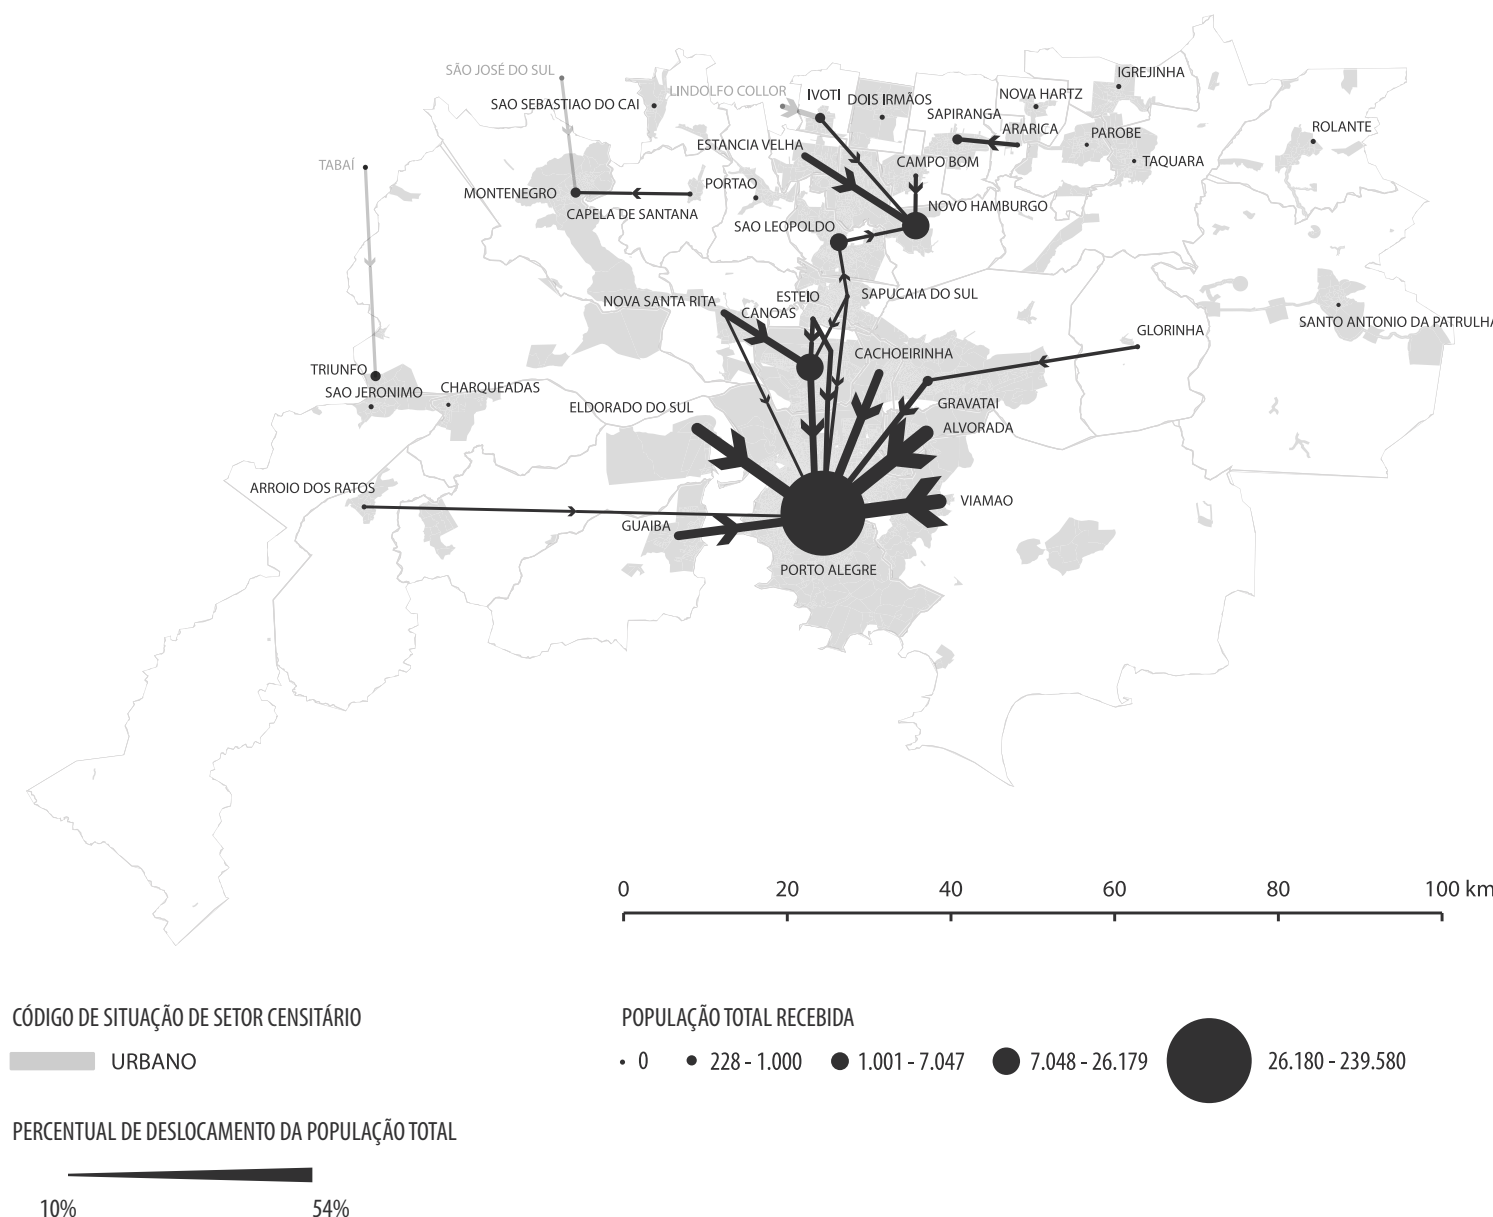 IGREJINHA
SÃO JOSÉ DO SUL
LINDOLFO COLLOR
IVOTI
DOIS IRMÃOS
NOVA HARTZ
SAO SEBASTIAO DO CAI
SAPIRANGA
ARARICA
PAROBE
ROLANTE
ESTANCIA VELHA
CAMPO BOM
TAQUARA
TABAÍ
MONTENEGRO
PORTAO
CAPELA DE SANTANA
NOVO HAMBURGO
SAO LEOPOLDO
NOVA SANTA RITA
ESTEIO
SAPUCAIA DO SUL
CANOAS
SANTO ANTONIO DA PATRULHA
GLORINHA
CACHOEIRINHA
TRIUNFO
SAO JERONIMO
CHARQUEADAS
ELDORADO DO SUL
GRAVATAI
ALVORADA
ARROIO DOS RATOS
VIAMAO
GUAIBA
PORTO ALEGRE
0 20 40 60 80 100 km
CÓDIGO DE SITUAÇÃO DE SETOR CENSITÁRIO
URBANO
POPULAÇÃO TOTAL RECEBIDA
0 228 - 1.000 1.001 - 7.047 7.048 - 26.179 26.180 - 239.580
PERCENTUAL DE DESLOCAMENTO DA POPULAÇÃO TOTAL
10% 54%